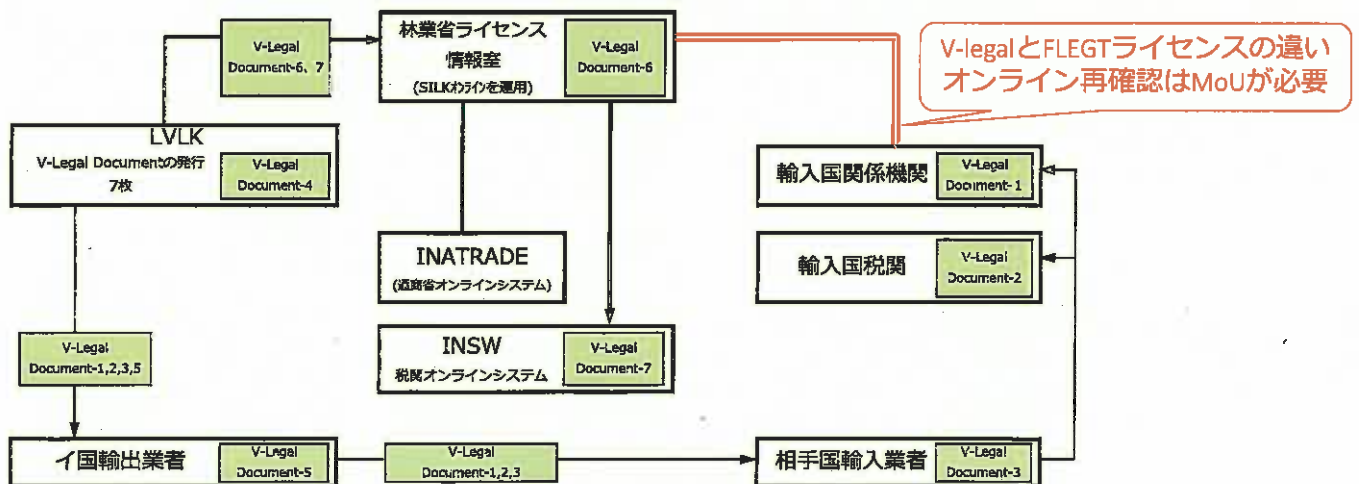 V-Legal
Document-6、7
林業省ライセンス
情報室
(SILKオンラインを運用)
V-Legal
Document-6
V-legalとFLEGTライセンスの違い
オンライン再確認はMoUが必要
LVLK
V-Legal Documentの発行
7枚
V-Legal
Document-4
輸入国関係機関
V-Legal
Document-1
INATRADE
(通商省オンラインシステム)
輸入国税関
V-Legal
Document-2
V-Legal
Document-1,2,3,5
INSW
税関オンラインシステム
V-Legal
Document-7
イ国輸出業者
V-Legal
Document-5
V-Legal
Document-1,2,3
相手国輸入業者
V-Legal
Document-3